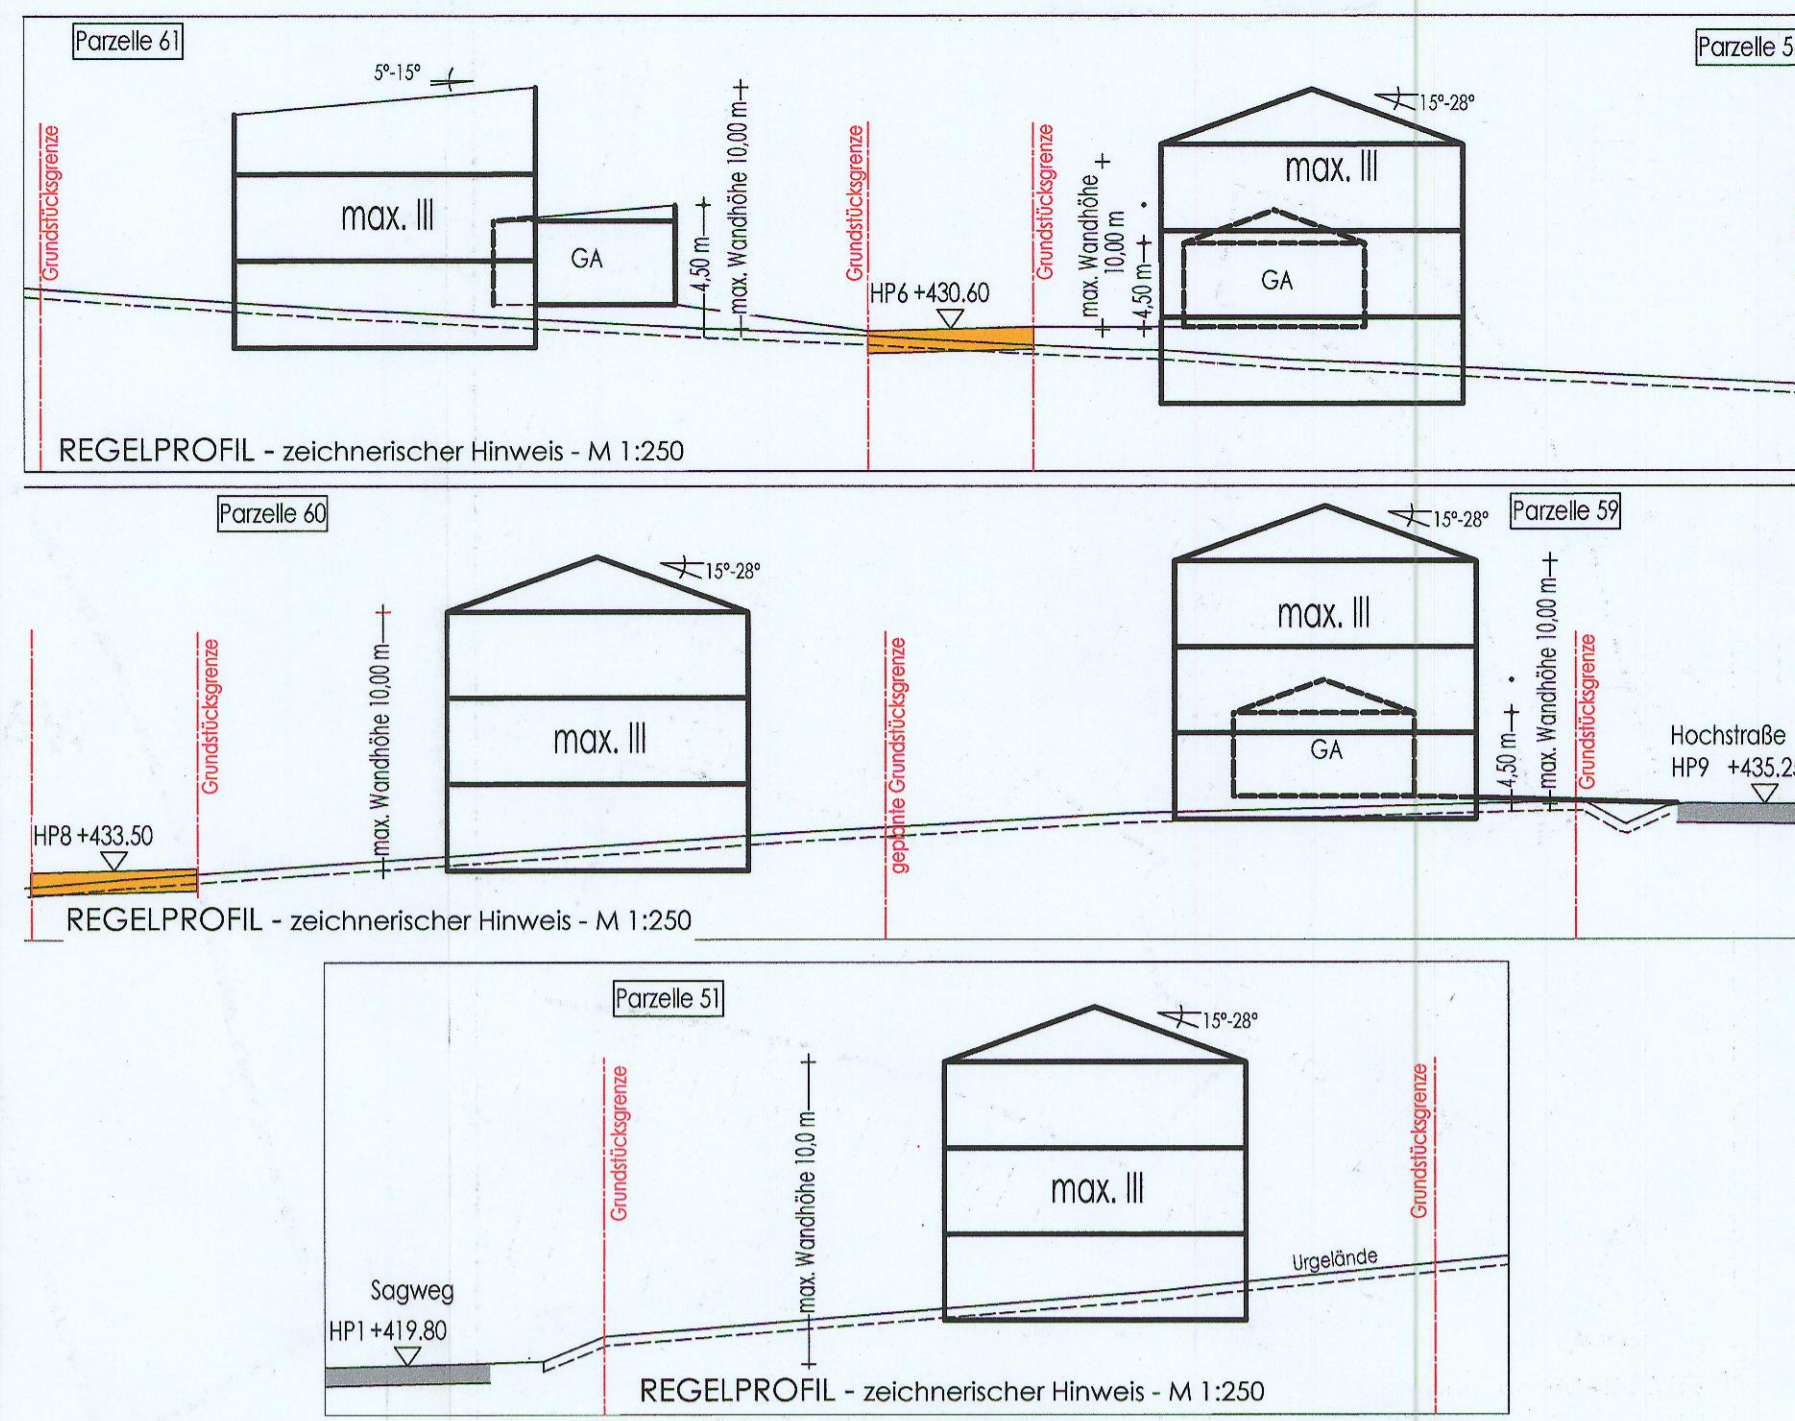 Parzelle 61
Parzelle 5
5°-15°
max. III
GA
4,50 m
max. Wandhöhe 10,00 m
Grundstücksgrenze
Grundstücksgrenze
HP6 +430.60
Grundstücksgrenze
max. Wandhöhe
10,00 m
4,50 m
15°-28°
max. III
GA
REGELPROFIL - zeichnerischer Hinweis - M 1:250
Parzelle 60
Parzelle 59
HP8 +433.50
Grundstücksgrenze
max. Wandhöhe 10,00 m
15°-28°
max. III
geplante Grundstücksgrenze
15°-28°
max. III
GA
4,50 m
max. Wandhöhe 10,00 m
Grundstücksgrenze
Hochstraße
HP9 +435.25
REGELPROFIL - zeichnerischer Hinweis - M 1:250
Parzelle 51
Sagweg
HP1 +419.80
Grundstücksgrenze
max. Wandhöhe 10,0 m
15°-28°
max. III
Urgelände
Grundstücksgrenze
REGELPROFIL - zeichnerischer Hinweis - M 1:250